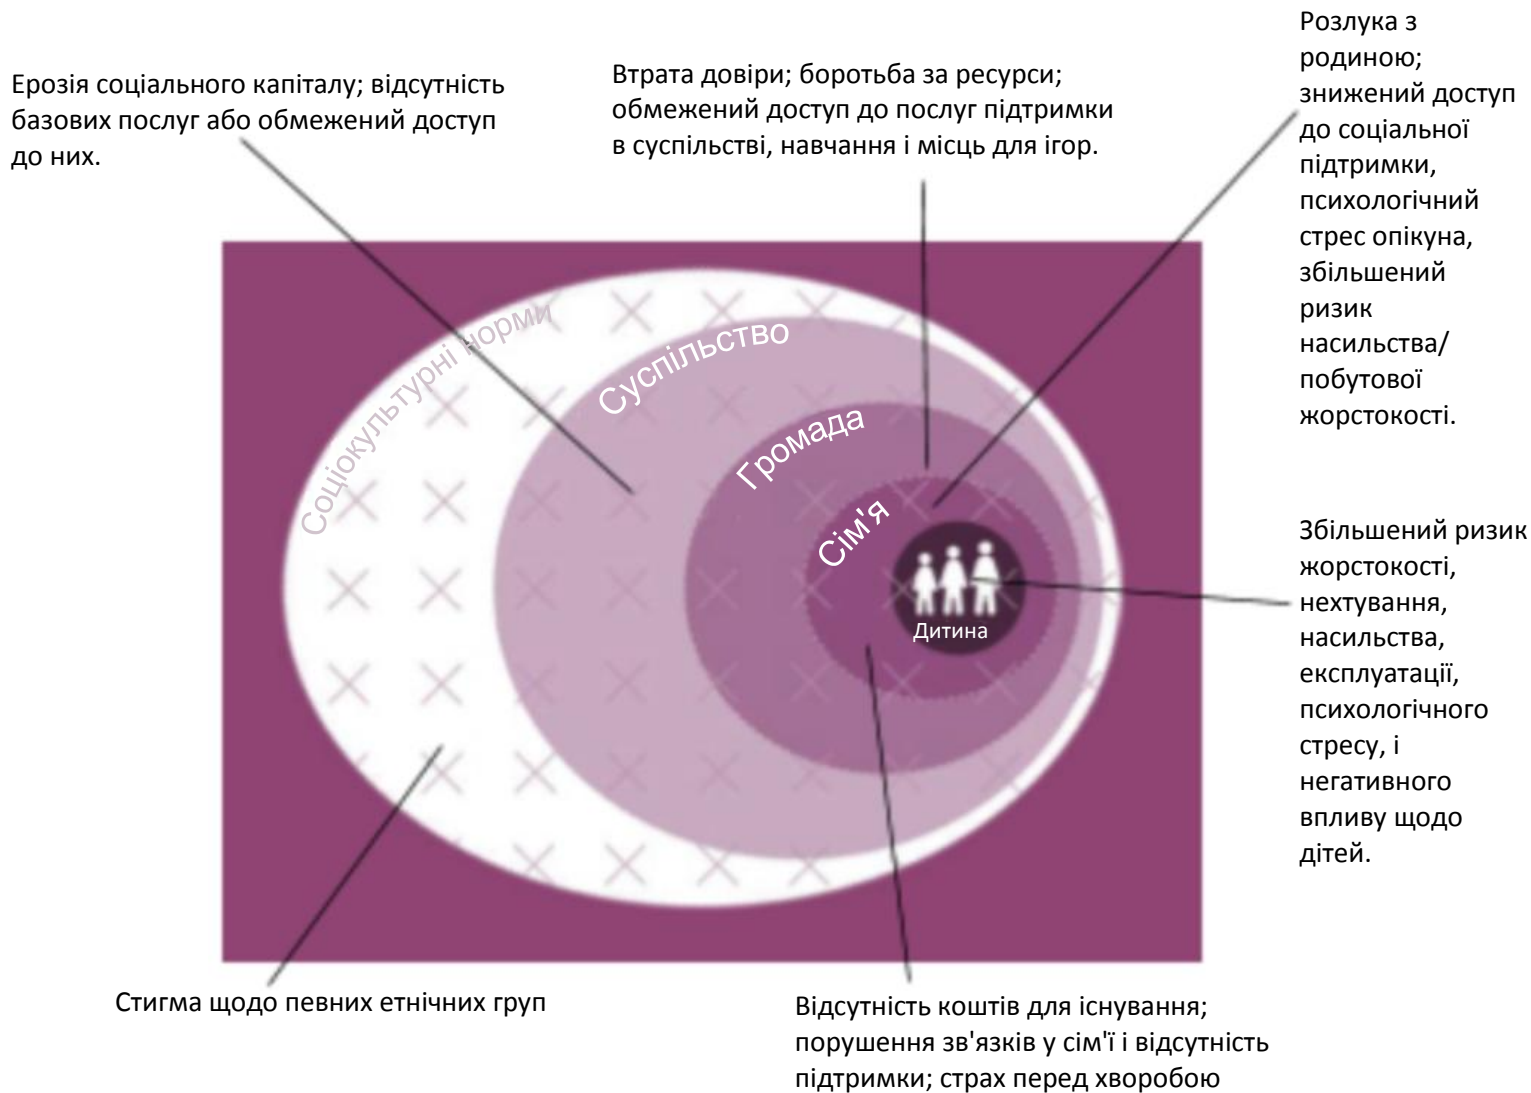 Ерозія соціального капіталу; відсутність
базових послуг або обмежений доступ
до них.
Втрата довіри; боротьба за ресурси;
обмежений доступ до послуг підтримки
в суспільстві, навчання і місць для ігор.
Розлука з
родиною;
знижений доступ
до соціальної
підтримки,
психологічний
стрес опікуна,
збільшений
ризик
насильства/
побутової
жорстокості.
Соціокультурні норми
Суспільство
Громада
Сім'я
Дитина
Збільшений ризик
жорстокості,
нехтування,
насильства,
експлуатації,
психологічного
стресу, і
негативного
впливу щодо
дітей.
Стигма щодо певних етнічних груп
Відсутність коштів для існування;
порушення зв'язків у сім'ї і відсутність
підтримки; страх перед хворобою